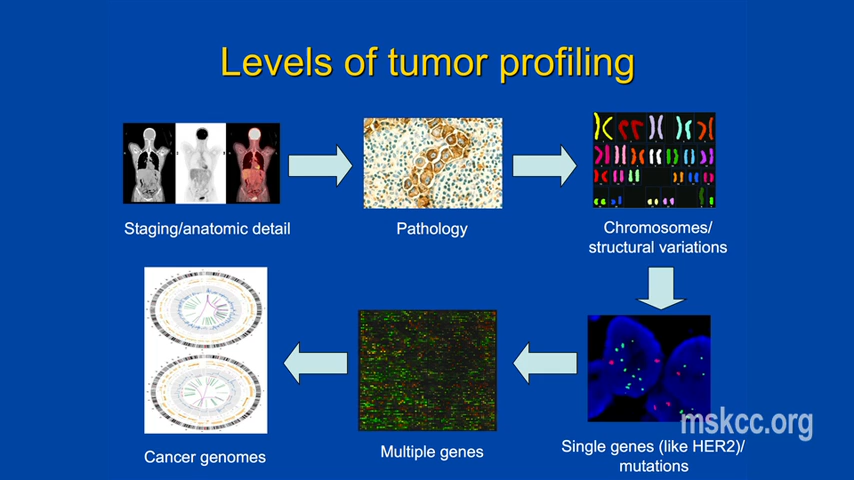 Levels of tumor profiling
Staging/anatomic detail
Pathology
Chromosomes/
structural variations
Single genes (like HER2)/
mutations
Multiple genes
Cancer genomes
mskcc.org